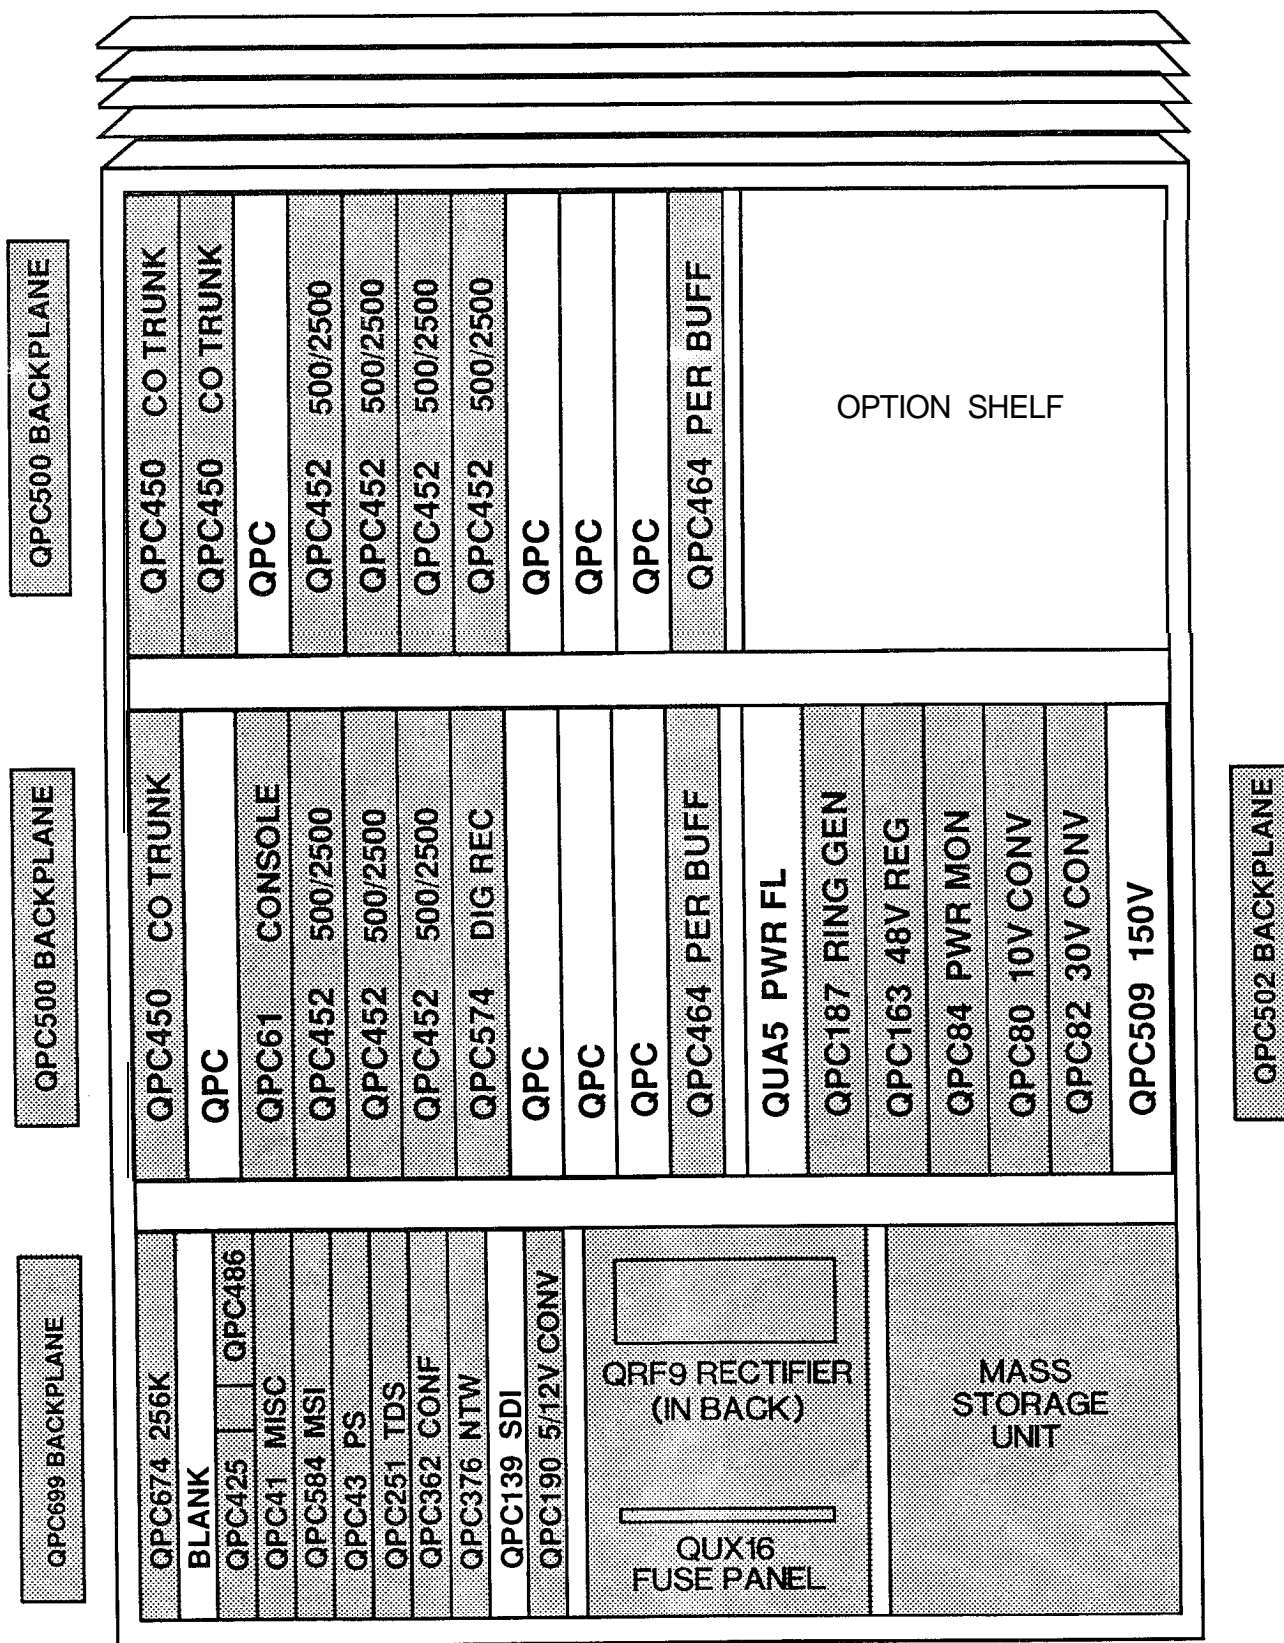 QPC500 BACKPLANE
QPC450 CO TRUNK
QPC450 CO TRUNK
QPC
QPC452 500/2500
QPC452 500/2500
QPC452 500/2500
QPC452 500/2500
QPC
QPC
QPC
QPC464 PER BUFF
OPTION SHELF
QPC500 BACKPLANE
QPC450 CO TRUNK
QPC
QPC61 CONSOLE
QPC452 500/2500
QPC452 500/2500
QPC452 500/2500
QPC574 DIG REC
QPC
QPC
QPC
QPC464 PER BUFF
QUA5 PWR FL
QPC187 RING GEN
QPC163 48V REG
QPC84 PWR MON
QPC80 10V CONV
QPC82 30V CONV
QPC509 150V
QPC502 BACKPLANE
QPC699 BACKPLANE
QPC674 256K
BLANK
QPC425 QPC486
QPC41 MISC
QPC584 MSI
QPC43 PS
QPC251 TDS
QPC362 CONF
QPC376 NTW
QPC139 SDI
QPC190 5/12V CONV
QRF9 RECTIFIER
(IN BACK)
QUX16
FUSE PANEL
MASS
STORAGE
UNIT